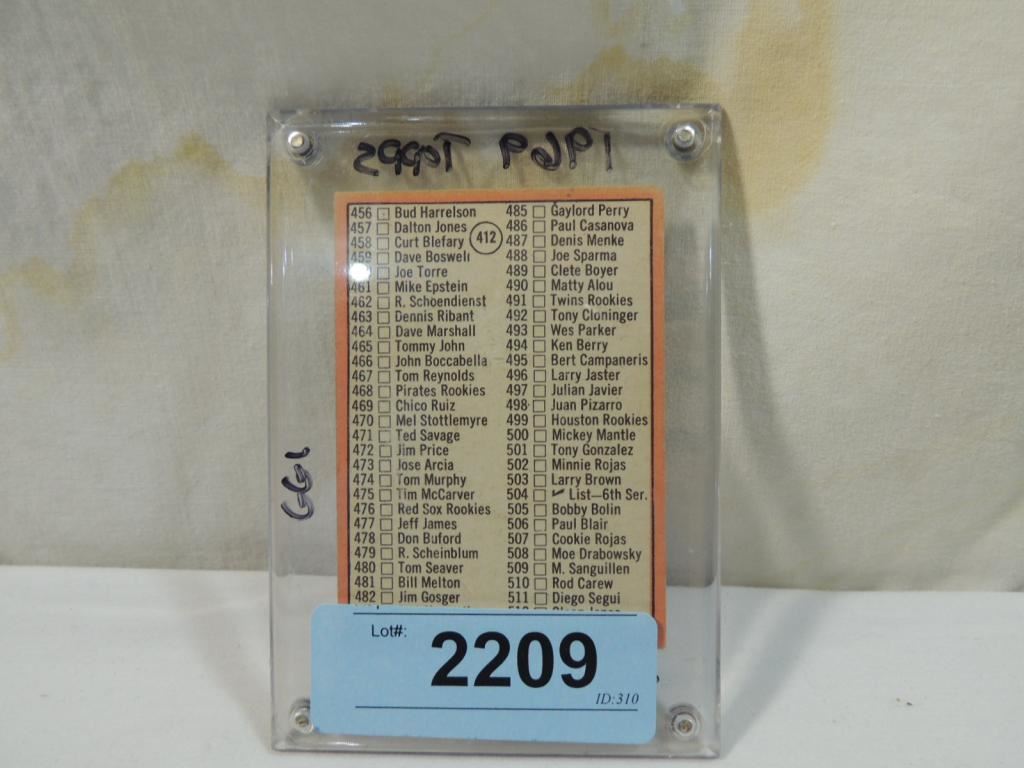 1969 Topps
1993
412
456 Bud Harrelson
457 Dalton Jones
458 Curt Blefary
459 Dave Boswell
Joe Torre
461 Mike Epstein
462 R. Schoendienst
463 Dennis Ribant
464 Dave Marshall
465 Tommy John
466 John Boccabella
467 Tom Reynolds
468 Pirates Rookies
469 Chico Ruiz
470 Mel Stottlemyre
471 Ted Savage
472 Jim Price
473 Jose Arcia
474 Tom Murphy
475 Tim McCarver
476 Red Sox Rookies
477 Jeff James
478 Don Buford
479 R. Scheinblum
480 Tom Seaver
481 Bill Melton
482 Jim Gosger
485 Gaylord Perry
486 Paul Casanova
487 Denis Menke
488 Joe Sparma
489 Clete Boyer
490 Matty Alou
491 Twins Rookies
492 Tony Cloninger
493 Wes Parker
494 Ken Berry
495 Bert Campaneris
496 Larry Jaster
497 Julian Javier
498 Juan Pizarro
499 Houston Rookies
500 Mickey Mantle
501 Tony Gonzalez
502 Minnie Rojas
503 Larry Brown
504 List—6th Ser.
505 Bobby Bolin
506 Paul Blair
507 Cookie Rojas
508 Moe Drabowsky
509 M. Sanguillen
510 Rod Carew
511 Diego Segui
Lot#:
2209
ID:310